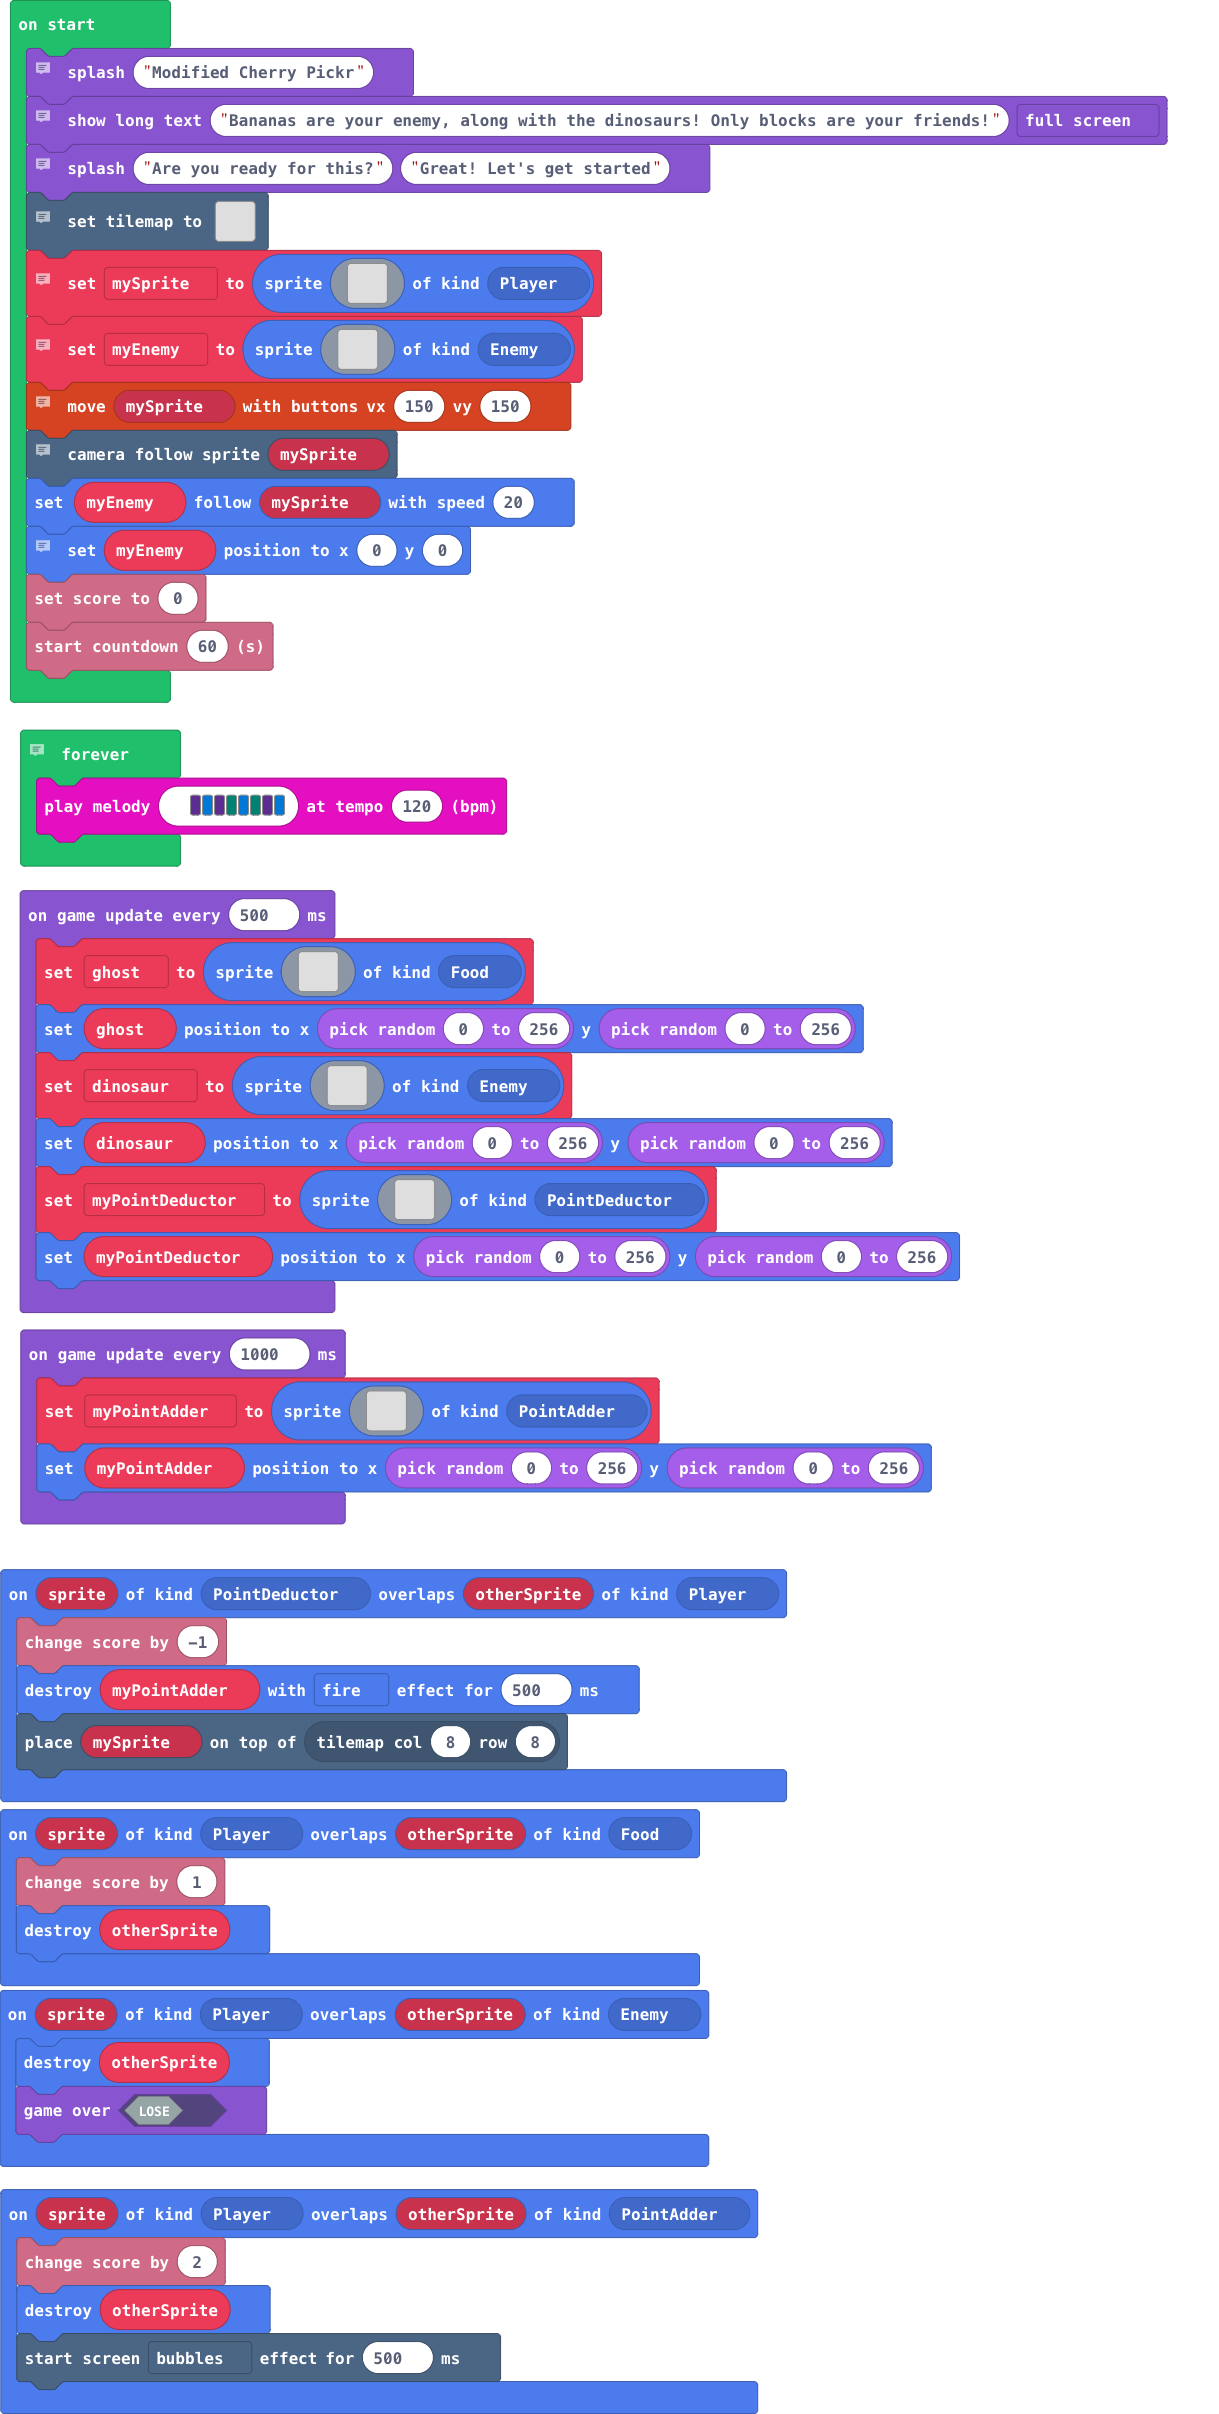 on start
splash "Modified Cherry Pickr"
show long text "Bananas are your enemy, along with the dinosaurs! Only blocks are your friends!" full screen
splash "Are you ready for this?" "Great! Let's get started"
set tilemap to
set mySprite to sprite of kind Player
set myEnemy to sprite of kind Enemy
move mySprite with buttons vx 150 vy 150
camera follow sprite mySprite
set myEnemy follow mySprite with speed 20
set myEnemy position to x 0 y 0
set score to 0
start countdown 60 (s)
forever
play melody at tempo 120 (bpm)
on game update every 500 ms
set ghost to sprite of kind Food
set ghost position to x pick random 0 to 256 y pick random 0 to 256
set dinosaur to sprite of kind Enemy
set dinosaur position to x pick random 0 to 256 y pick random 0 to 256
set myPointDeductor to sprite of kind PointDeductor
set myPointDeductor position to x pick random 0 to 256 y pick random 0 to 256
on game update every 1000 ms
set myPointAdder to sprite of kind PointAdder
set myPointAdder position to x pick random 0 to 256 y pick random 0 to 256
on sprite of kind PointDeductor overlaps otherSprite of kind Player
change score by −1
destroy myPointAdder with fire effect for 500 ms
place mySprite on top of tilemap col 8 row 8
on sprite of kind Player overlaps otherSprite of kind Food
change score by 1
destroy otherSprite
on sprite of kind Player overlaps otherSprite of kind Enemy
destroy otherSprite
game over LOSE
on sprite of kind Player overlaps otherSprite of kind PointAdder
change score by 2
destroy otherSprite
start screen bubbles effect for 500 ms